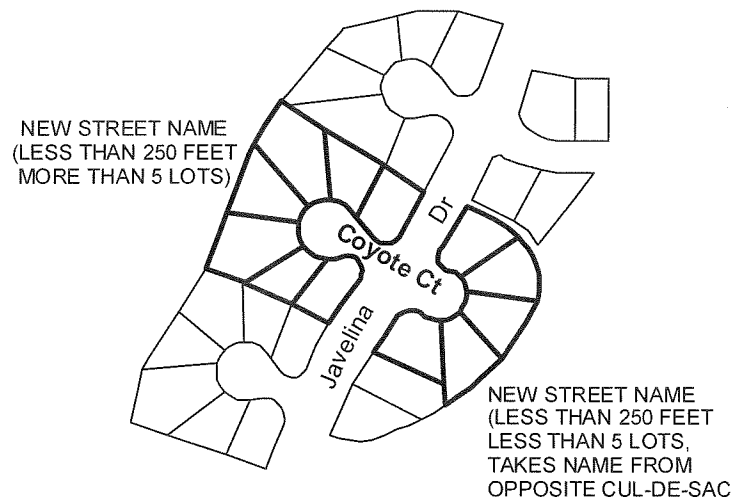 NEW STREET NAME
(LESS THAN 250 FEET
MORE THAN 5 LOTS)
Dr
Coyote Ct
Javelina
NEW STREET NAME
(LESS THAN 250 FEET
LESS THAN 5 LOTS,
TAKES NAME FROM
OPPOSITE CUL-DE-SAC